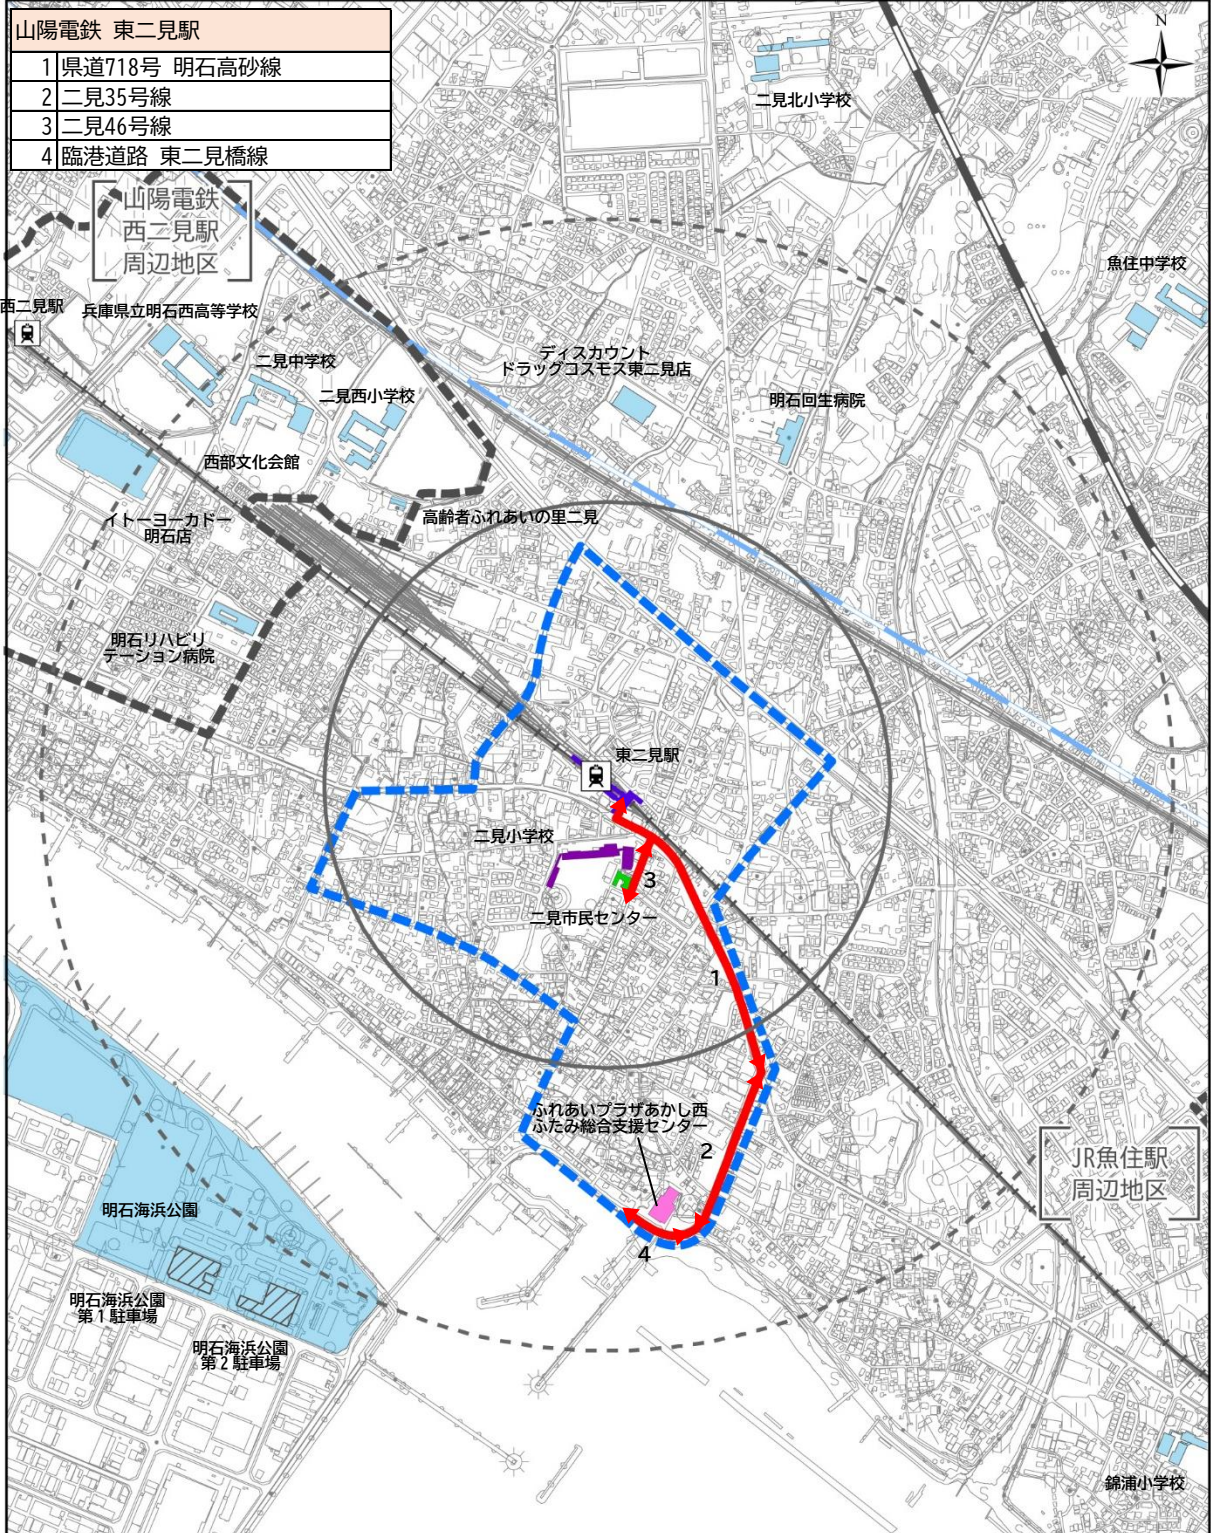 山陽電鉄 東二見駅
1 県道718号 明石高砂線
2 二見35号線
3 二見46号線
4 臨港道路 東二見橋線
N
二見北小学校
山陽電鉄
西二見駅
周辺地区
魚住中学校
西二見駅
兵庫県立明石西高等学校
二見中学校
二見西小学校
ディスカウント
ドラッグコスモス東二見店
明石回生病院
西部文化会館
イトーヨーカドー
明石店
高齢者ふれあいの里二見
明石リハビリ
テーション病院
東二見駅
二見小学校
3
二見市民センター
1
ふれあいプラザあかし西
ふたみ総合支援センター
2
JR魚住駅
周辺地区
明石海浜公園
4
明石海浜公園
第1駐車場
明石海浜公園
第2駐車場
錦浦小学校